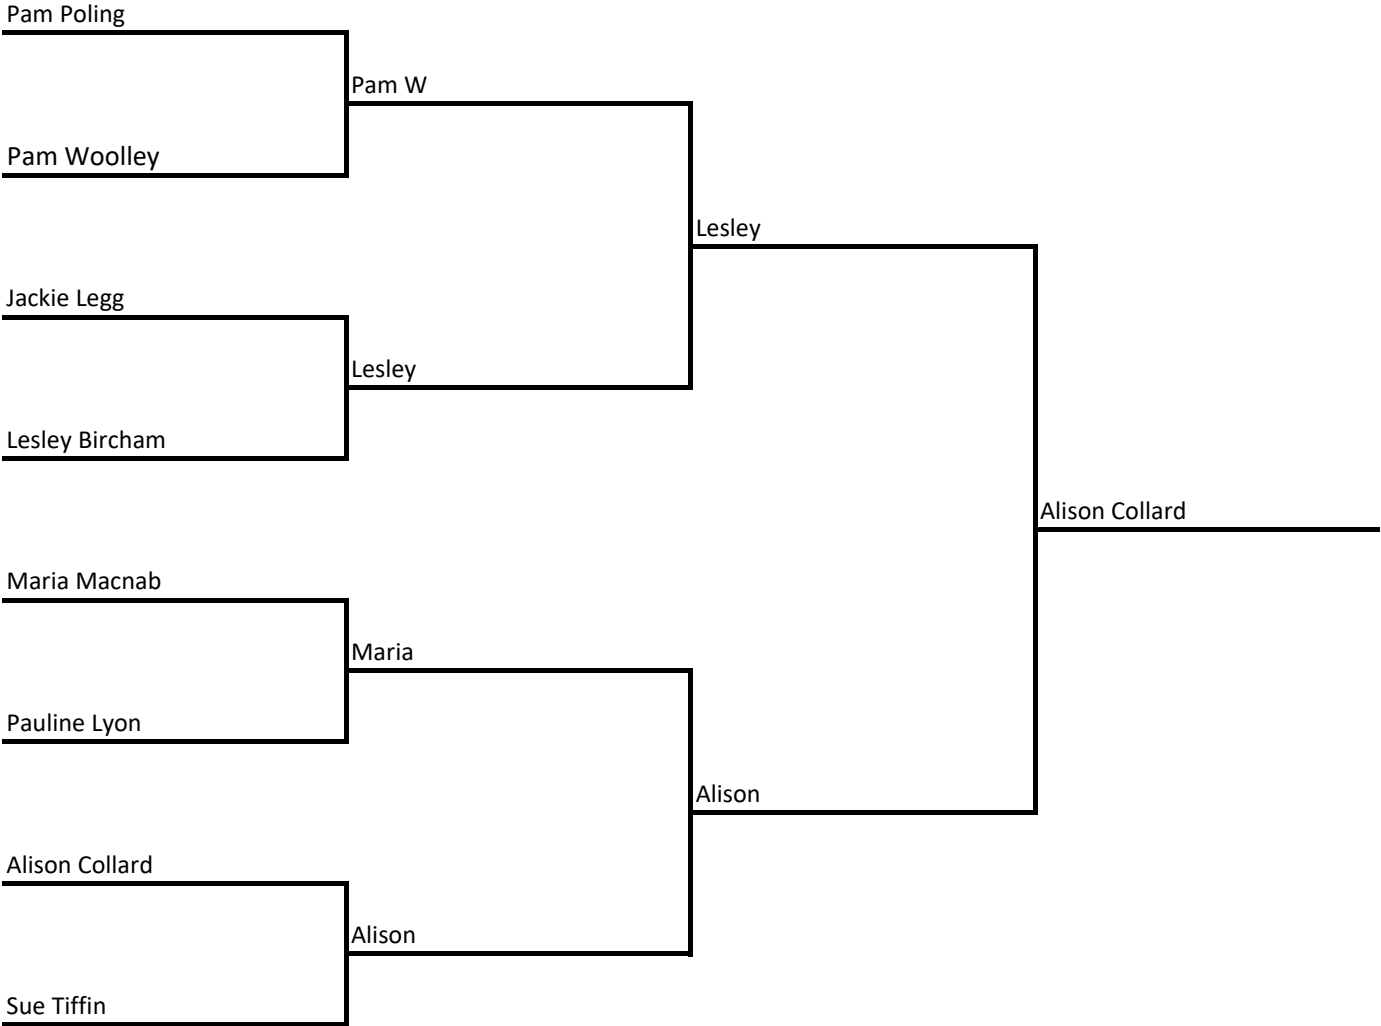 Pam Poling
Pam W
Pam Woolley
Lesley
Jackie Legg
Lesley
Lesley Bircham
Alison Collard
Maria Macnab
Maria
Pauline Lyon
Alison
Alison Collard
Alison
Sue Tiffin